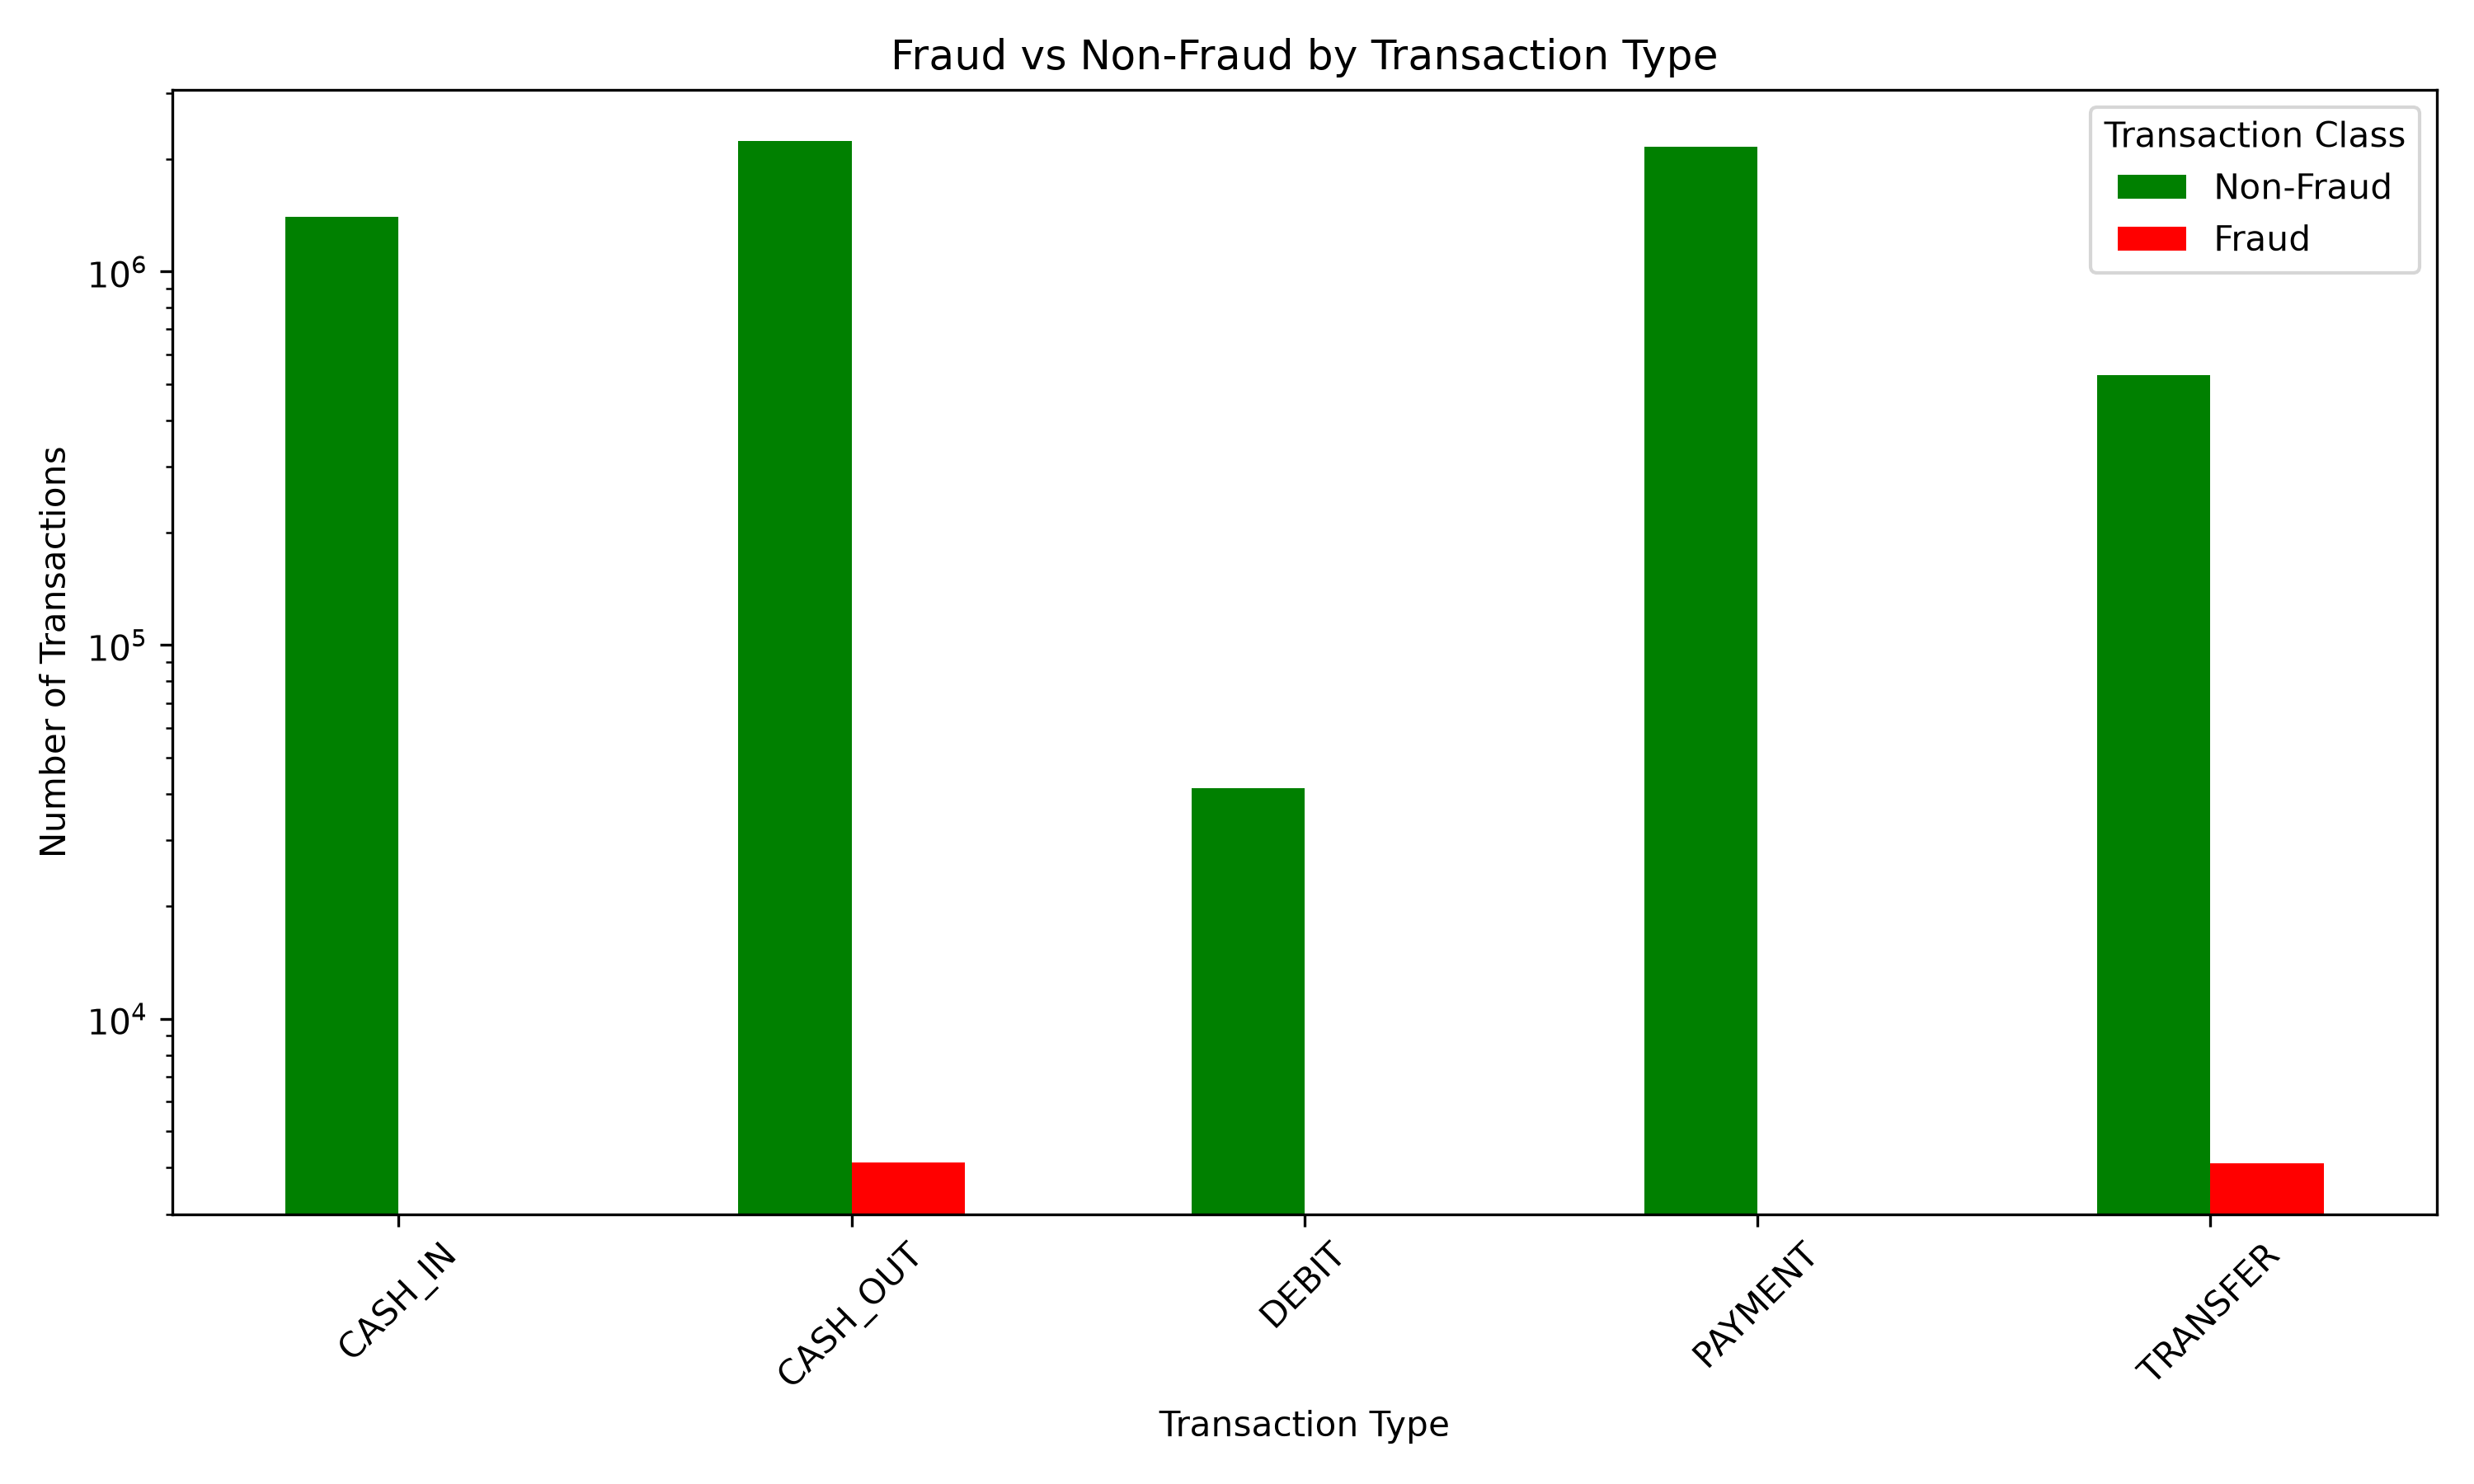 Fraud vs Non-Fraud by Transaction Type
Transaction Class
Non-Fraud
Fraud
Number of Transactions
10⁶
10⁵
10⁴
CASH_IN
CASH_OUT
DEBIT
PAYMENT
TRANSFER
Transaction Type